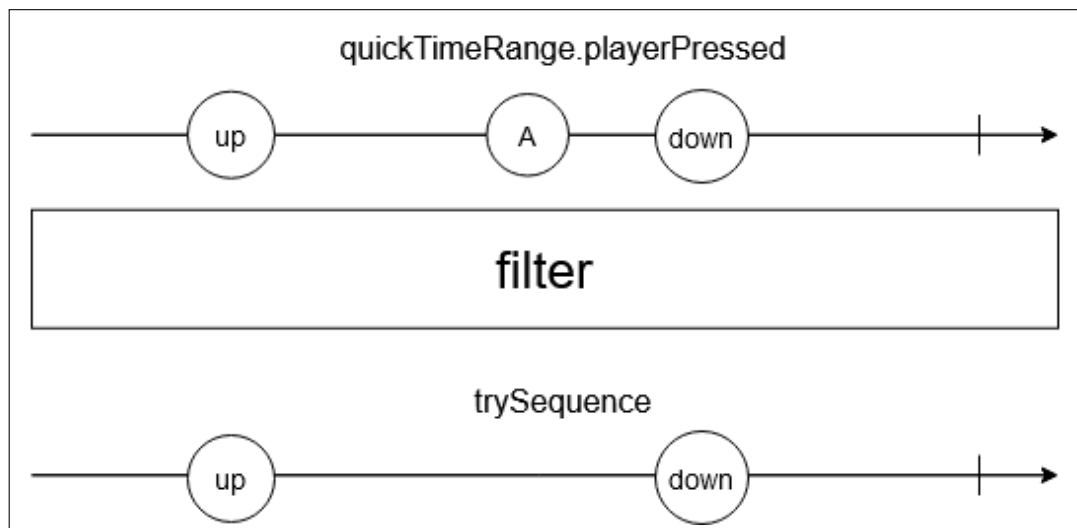 quickTimeRange.playerPressed
up A down
filter
trySequence
up down